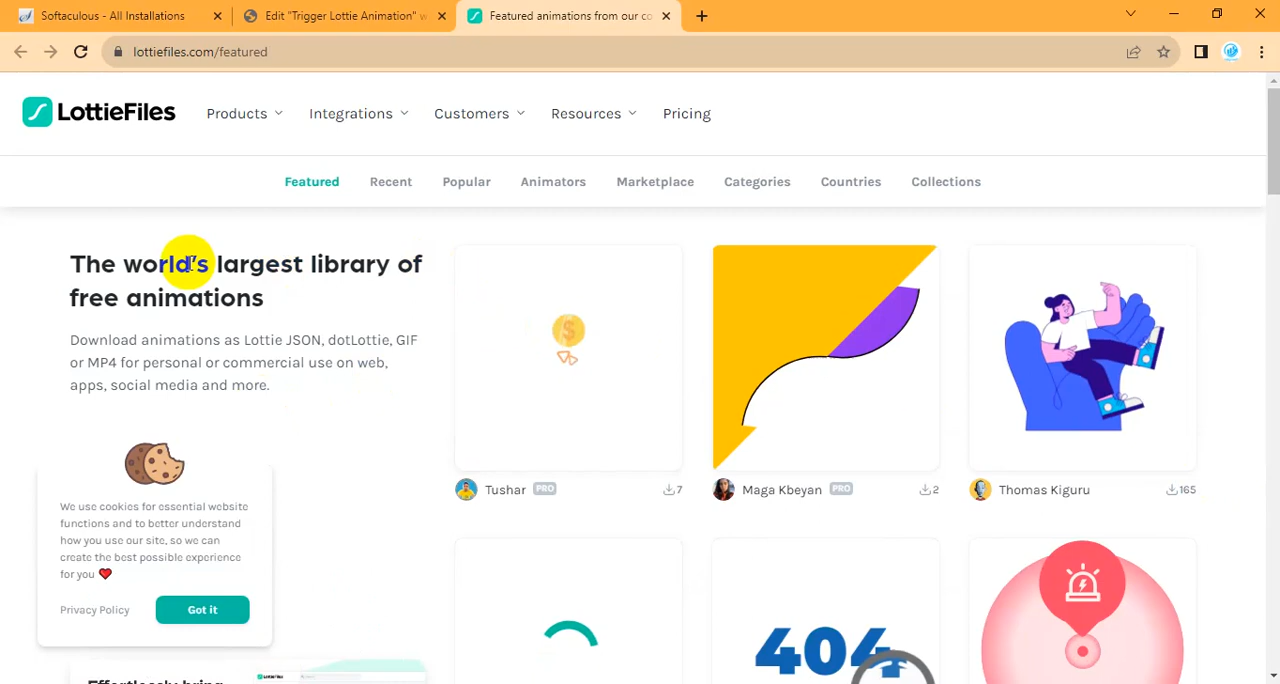 Softaculous - All Installations
Edit "Trigger Lottie Animation" w
Featured animations from our co
lottiefiles.com/featured
LottieFiles
Products
Integrations
Customers
Resources
Pricing
Featured
Recent
Popular
Animators
Marketplace
Categories
Countries
Collections
The world's largest library of
free animations
Download animations as Lottie JSON, dotLottie, GIF
or MP4 for personal or commercial use on web,
apps, social media and more.
Tushar PRO 7
Maga Kbeyan PRO 2
Thomas Kiguru 165
We use cookies for essential website
functions and to better understand
how you use our site, so we can
create the best possible experience
for you
Privacy Policy
Got it
404
Effortlessly bring
LottieFiles